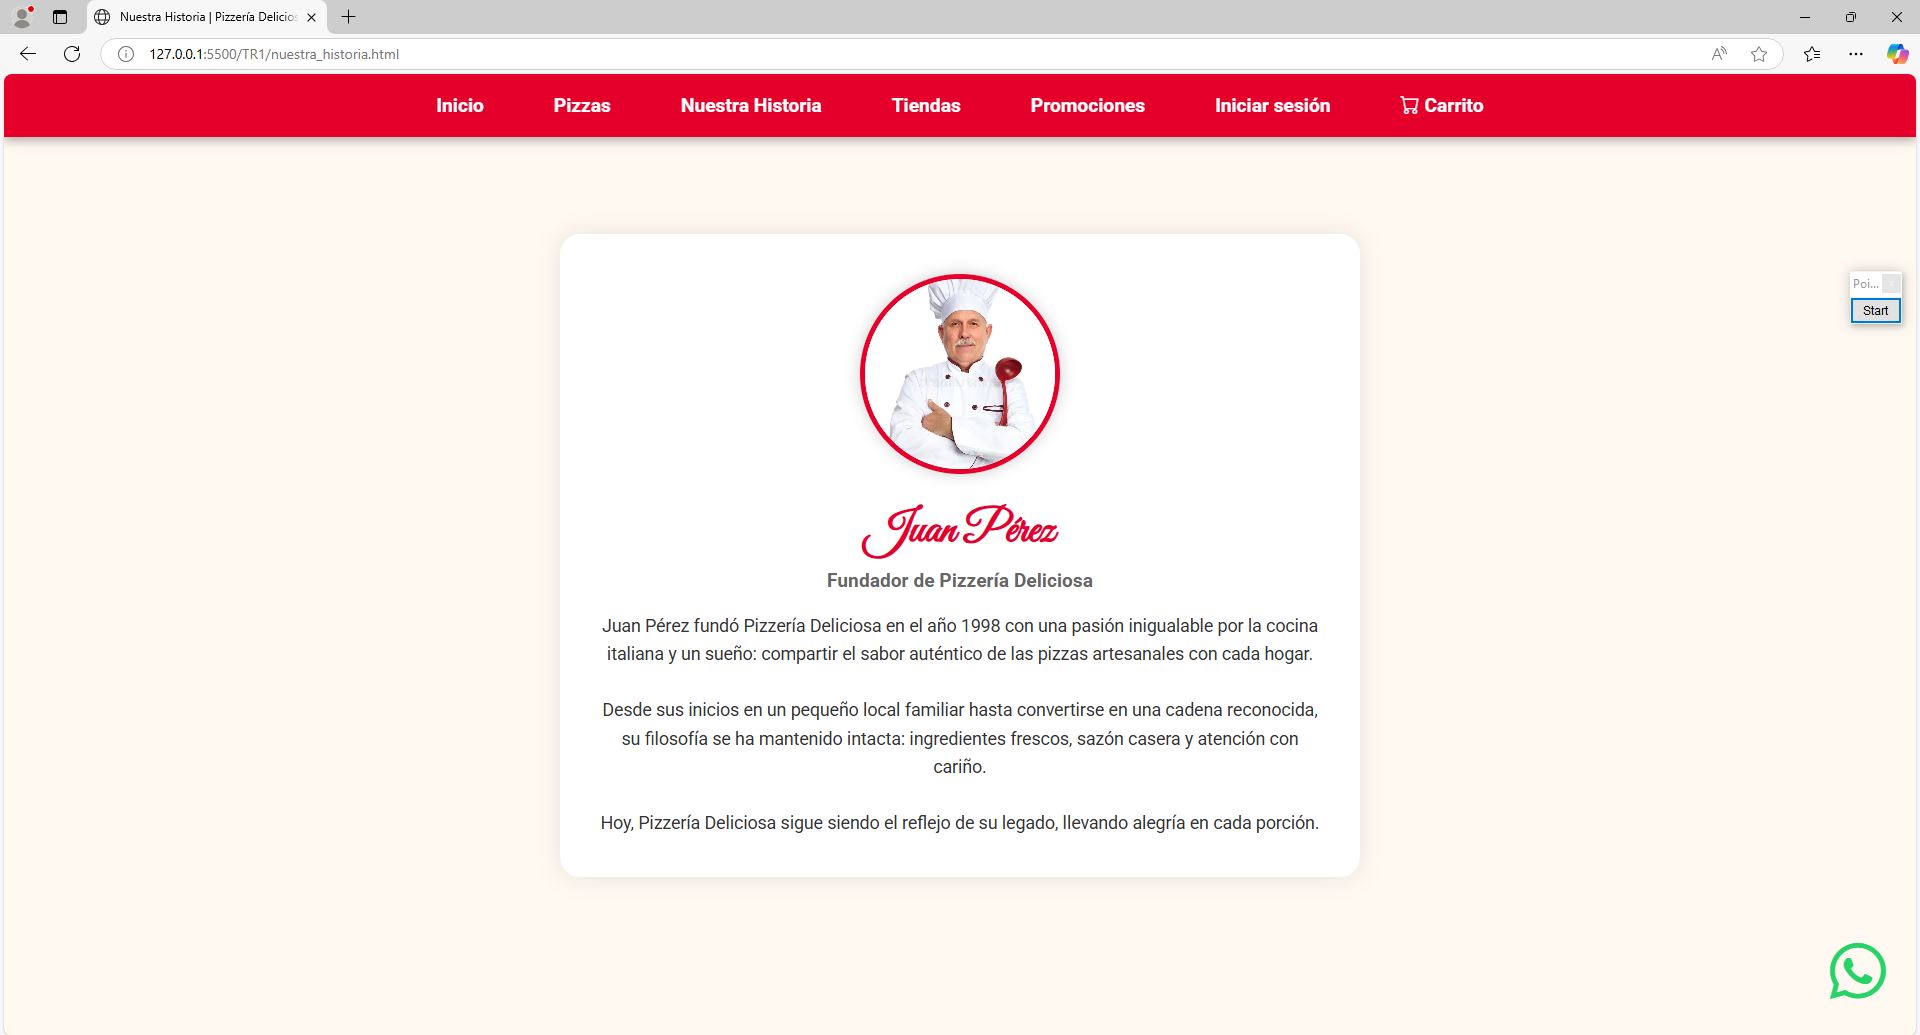 Nuestra Historia | Pizzería Delicios
127.0.0.1:5500/TR1/nuestra_historia.html
Inicio Pizzas Nuestra Historia Tiendas Promociones Iniciar sesión Carrito
Poi...
Start
Juan Pérez
Fundador de Pizzería Deliciosa
Juan Pérez fundó Pizzería Deliciosa en el año 1998 con una pasión inigualable por la cocina
italiana y un sueño: compartir el sabor auténtico de las pizzas artesanales con cada hogar.
Desde sus inicios en un pequeño local familiar hasta convertirse en una cadena reconocida,
su filosofía se ha mantenido intacta: ingredientes frescos, sazón casera y atención con
cariño.
Hoy, Pizzería Deliciosa sigue siendo el reflejo de su legado, llevando alegría en cada porción.